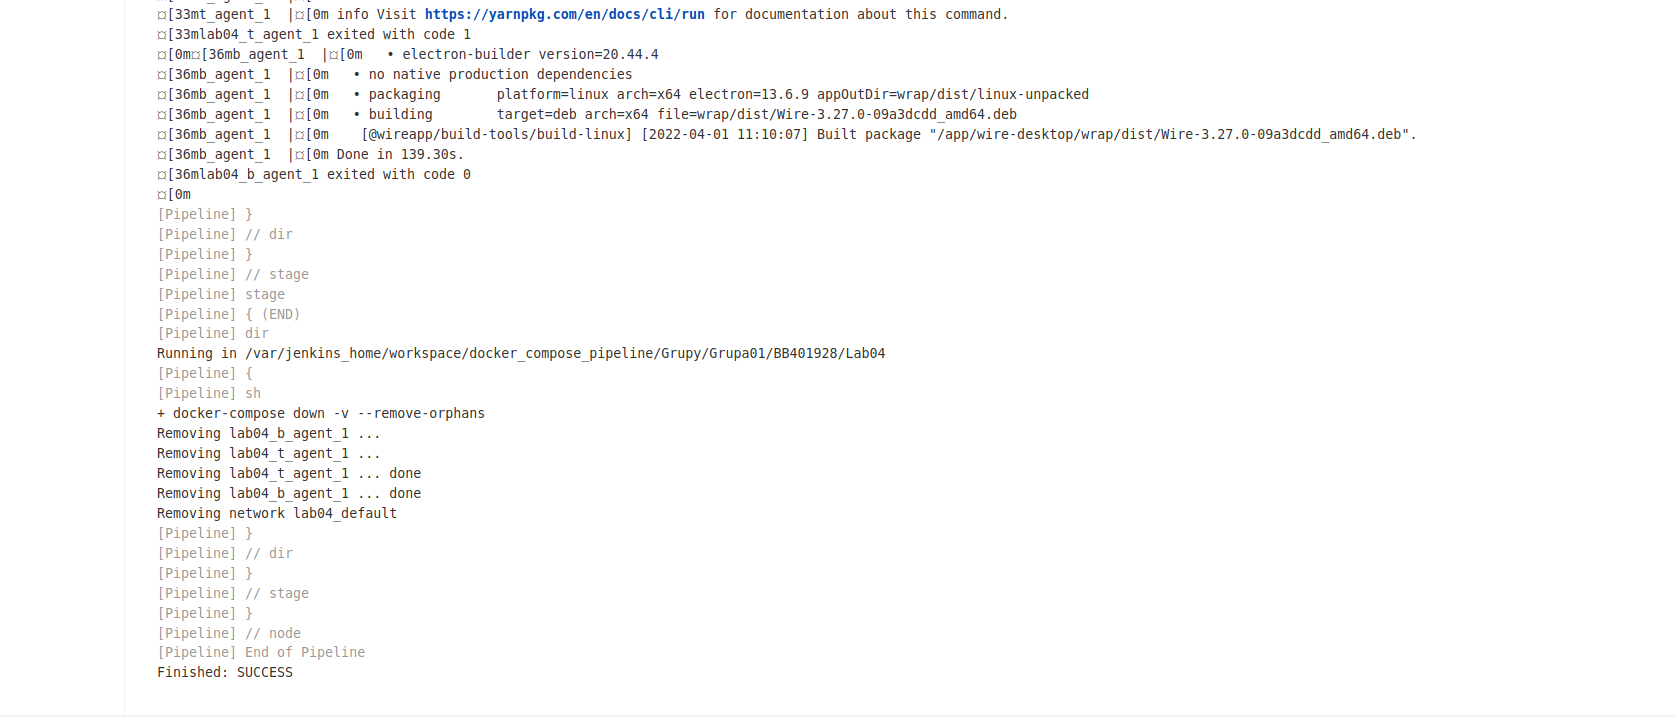 ¤[33mt_agent_1  |¤[0m info Visit https://yarnpkg.com/en/docs/cli/run for documentation about this command.
¤[33mlab04_t_agent_1 exited with code 1
¤[0m¤[36mb_agent_1  |¤[0m   • electron-builder version=20.44.4
¤[36mb_agent_1  |¤[0m   • no native production dependencies
¤[36mb_agent_1  |¤[0m   • packaging       platform=linux arch=x64 electron=13.6.9 appOutDir=wrap/dist/linux-unpacked
¤[36mb_agent_1  |¤[0m   • building        target=deb arch=x64 file=wrap/dist/Wire-3.27.0-09a3dcdd_amd64.deb
¤[36mb_agent_1  |¤[0m    [@wireapp/build-tools/build-linux] [2022-04-01 11:10:07] Built package "/app/wire-desktop/wrap/dist/Wire-3.27.0-09a3dcdd_amd64.deb".
¤[36mb_agent_1  |¤[0m Done in 139.30s.
¤[36mlab04_b_agent_1 exited with code 0
¤[0m
[Pipeline] }
[Pipeline] // dir
[Pipeline] }
[Pipeline] // stage
[Pipeline] stage
[Pipeline] { (END)
[Pipeline] dir
Running in /var/jenkins_home/workspace/docker_compose_pipeline/Grupy/Grupa01/BB401928/Lab04
[Pipeline] {
[Pipeline] sh
+ docker-compose down -v --remove-orphans
Removing lab04_b_agent_1 ...
Removing lab04_t_agent_1 ...
Removing lab04_t_agent_1 ... done
Removing lab04_b_agent_1 ... done
Removing network lab04_default
[Pipeline] }
[Pipeline] // dir
[Pipeline] }
[Pipeline] // stage
[Pipeline] }
[Pipeline] // node
[Pipeline] End of Pipeline
Finished: SUCCESS